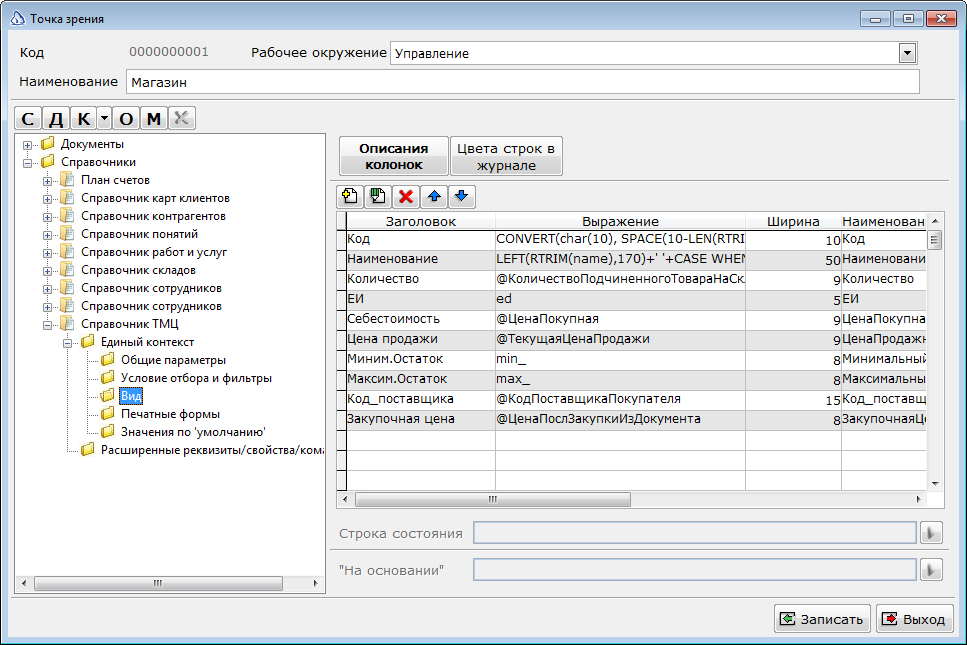 Точка зрения
Код 0000000001 Рабочее окружение Управление
Наименование Магазин
С Д К О М
Документы
Справочники
План счетов
Справочник карт клиентов
Справочник контрагентов
Справочник понятий
Справочник работ и услуг
Справочник складов
Справочник сотрудников
Справочник сотрудников
Справочник ТМЦ
Единый контекст
Общие параметры
Условие отбора и фильтры
Вид
Печатные формы
Значения по 'умолчанию'
Расширенные реквизиты/свойства/кома
Описания колонок
Цвета строк в журнале
Заголовок Выражение Ширина Наименован
Код CONVERT(char(10), SPACE(10-LEN(RTRI 10 Код
Наименование LEFT(RTRIM(name),170)+' '+CASE WHEN 50 Наименовани
Количество @КоличествоПодчиненногоТовараНаСк 9 Количество
ЕИ ed 5 ЕИ
Себестоимость @ЦенаПокупная 9 ЦенаПокупна
Цена продажи @ТекущаяЦенаПродажи 9 ЦенаПродажи
Миним.Остаток min_ 8 Минимальный
Максим.Остаток max_ 8 Максимальны
Код_поставщика @КодПоставщикаПокупателя 15 Код_поставщ
Закупочная цена @ЦенаПослЗакупкиИзДокумента 8 ЗакупочнаяЦ
Строка состояния
"На основании"
Записать Выход